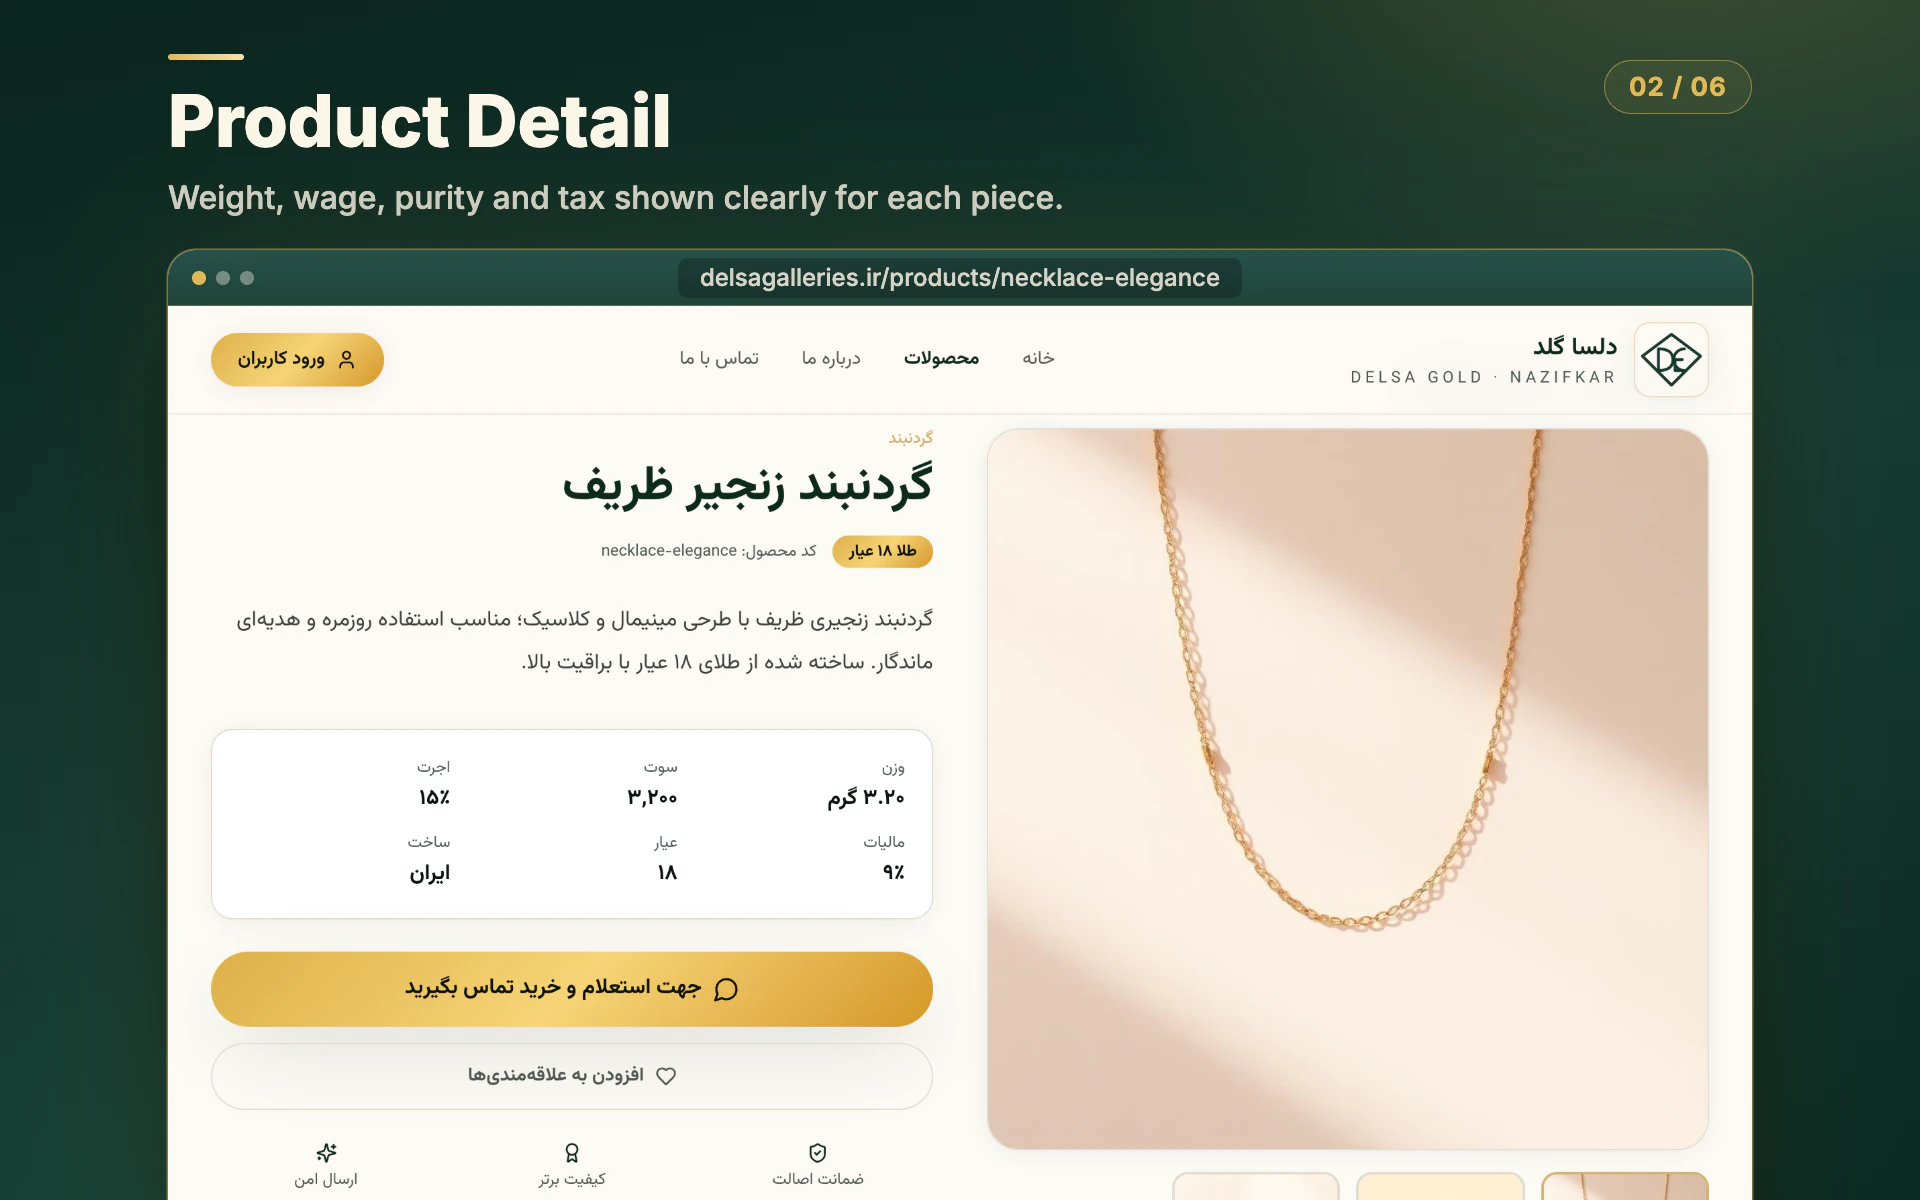 Product Detail
02 / 06
Weight, wage, purity and tax shown clearly for each piece.
delsagalleries.ir/products/necklace-elegance
دلسا گلد
DELSA GOLD · NAZIFKAR
خانه
محصولات
درباره ما
تماس با ما
ورود کاربران
گردنبند
گردنبند زنجیر ظریف
طلا ۱۸ عیار
کد محصول: necklace-elegance
گردنبند زنجیری ظریف با طرحی مینیمال و کلاسیک؛ مناسب استفاده روزمره و هدیه‌ای
ماندگار. ساخته شده از طلای ۱۸ عیار با براقیت بالا.
وزن
۳.۲۰ گرم
سوت
۳,۲۰۰
اجرت
۱۵٪
مالیات
۹٪
عیار
۱۸
ساخت
ایران
جهت استعلام و خرید تماس بگیرید
افزودن به علاقه‌مندی‌ها
ضمانت اصالت
کیفیت برتر
ارسال امن